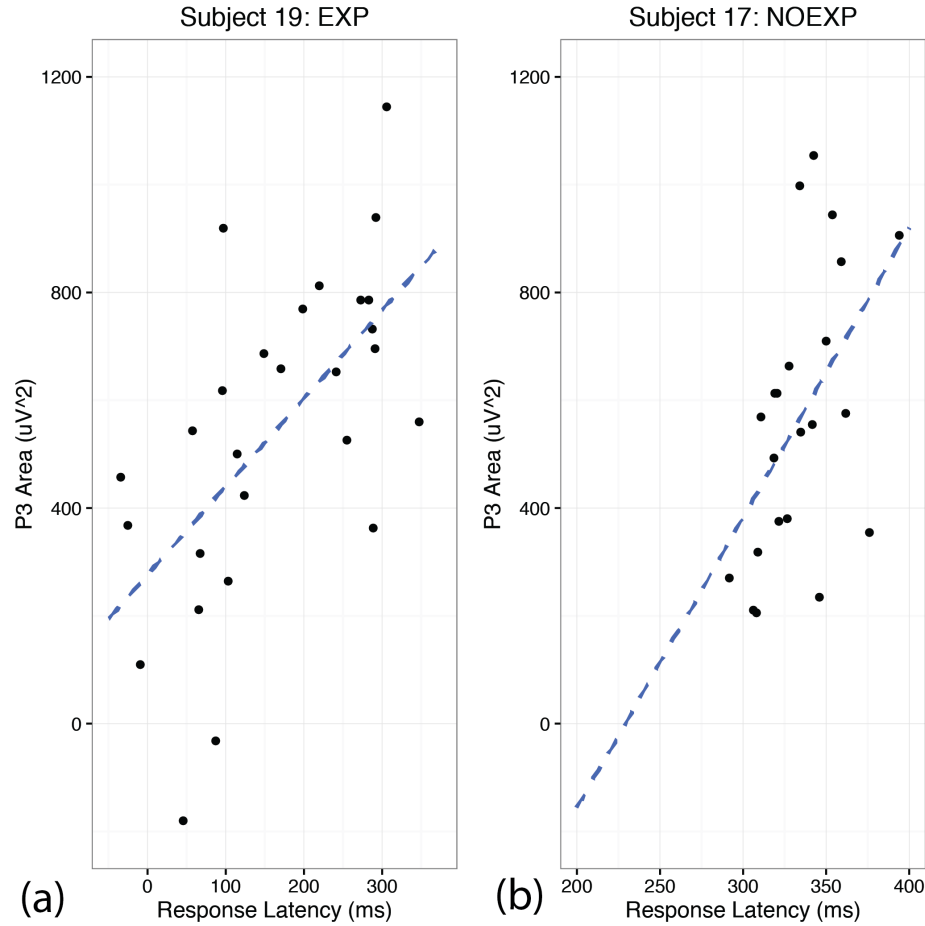 Subject 19: EXP
1200
800
400
0
P3 Area (uV^2)
0 100 200 300
Response Latency (ms)
(a)
Subject 17: NOEXP
1200
800
400
0
P3 Area (uV^2)
200 250 300 350 400
Response Latency (ms)
(b)